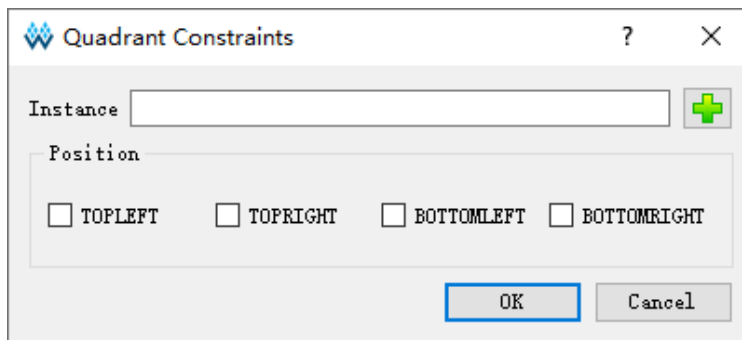 Quadrant Constraints ?
Instance
Position
TOPLEFT TOPRIGHT BOTTOMLEFT BOTTOMRIGHT
OK Cancel